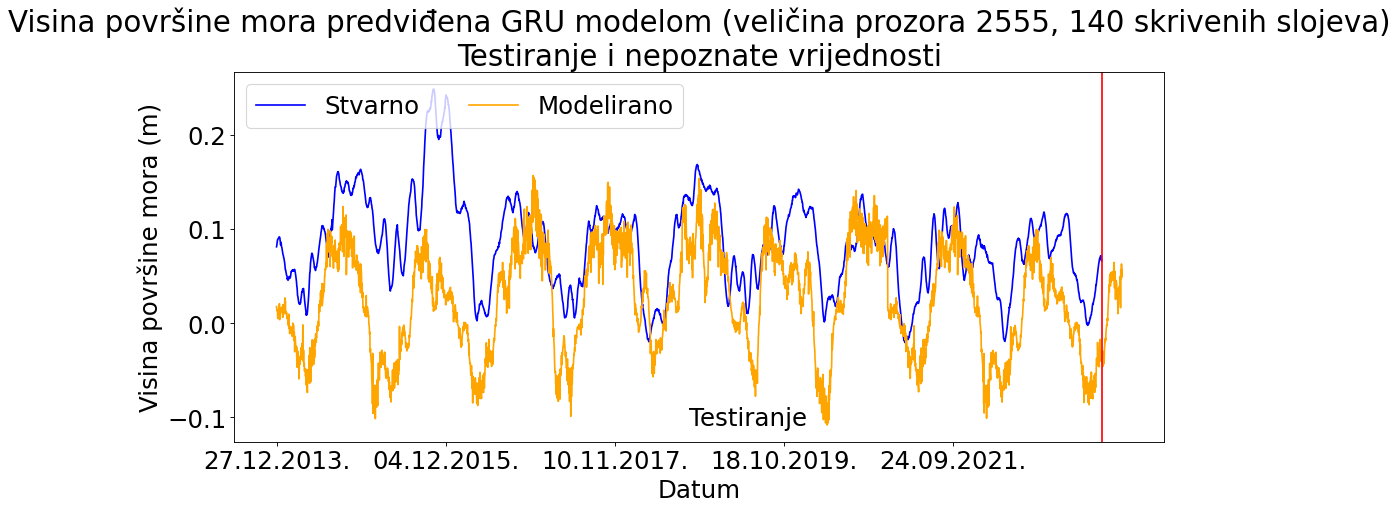 Visina površine mora predviđena GRU modelom (veličina prozora 2555, 140 skrivenih slojeva)
Testiranje i nepoznate vrijednosti
Stvarno
Modelirano
Visina površine mora (m)
0.2
0.1
0.0
−0.1
Testiranje
27.12.2013.
04.12.2015.
10.11.2017.
18.10.2019.
24.09.2021.
Datum